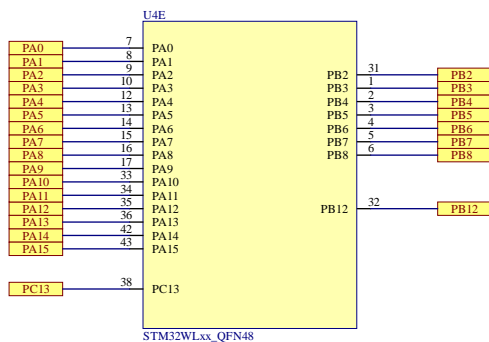 U4E
PA0 7 PA0
PA1 8 PA1
PA2 9 PA2 PB2 31 PB2
PA3 10 PA3 PB3 1 PB3
PA4 12 PA4 PB4 2 PB4
PA5 13 PA5 PB5 3 PB5
PA6 14 PA6 PB6 4 PB6
PA7 15 PA7 PB7 5 PB7
PA8 16 PA8 PB8 6 PB8
PA9 17 PA9
PA10 33 PA10
PA11 34 PA11
PA12 35 PA12 PB12 32 PB12
PA13 36 PA13
PA14 42 PA14
PA15 43 PA15
PC13 38 PC13
STM32WLxx_QFN48